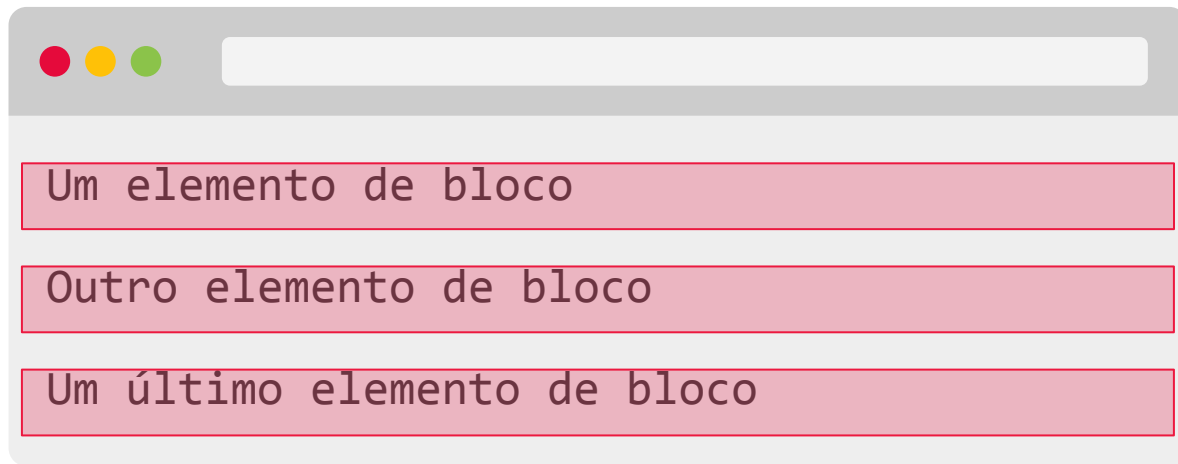 Um elemento de bloco
Outro elemento de bloco
Um último elemento de bloco